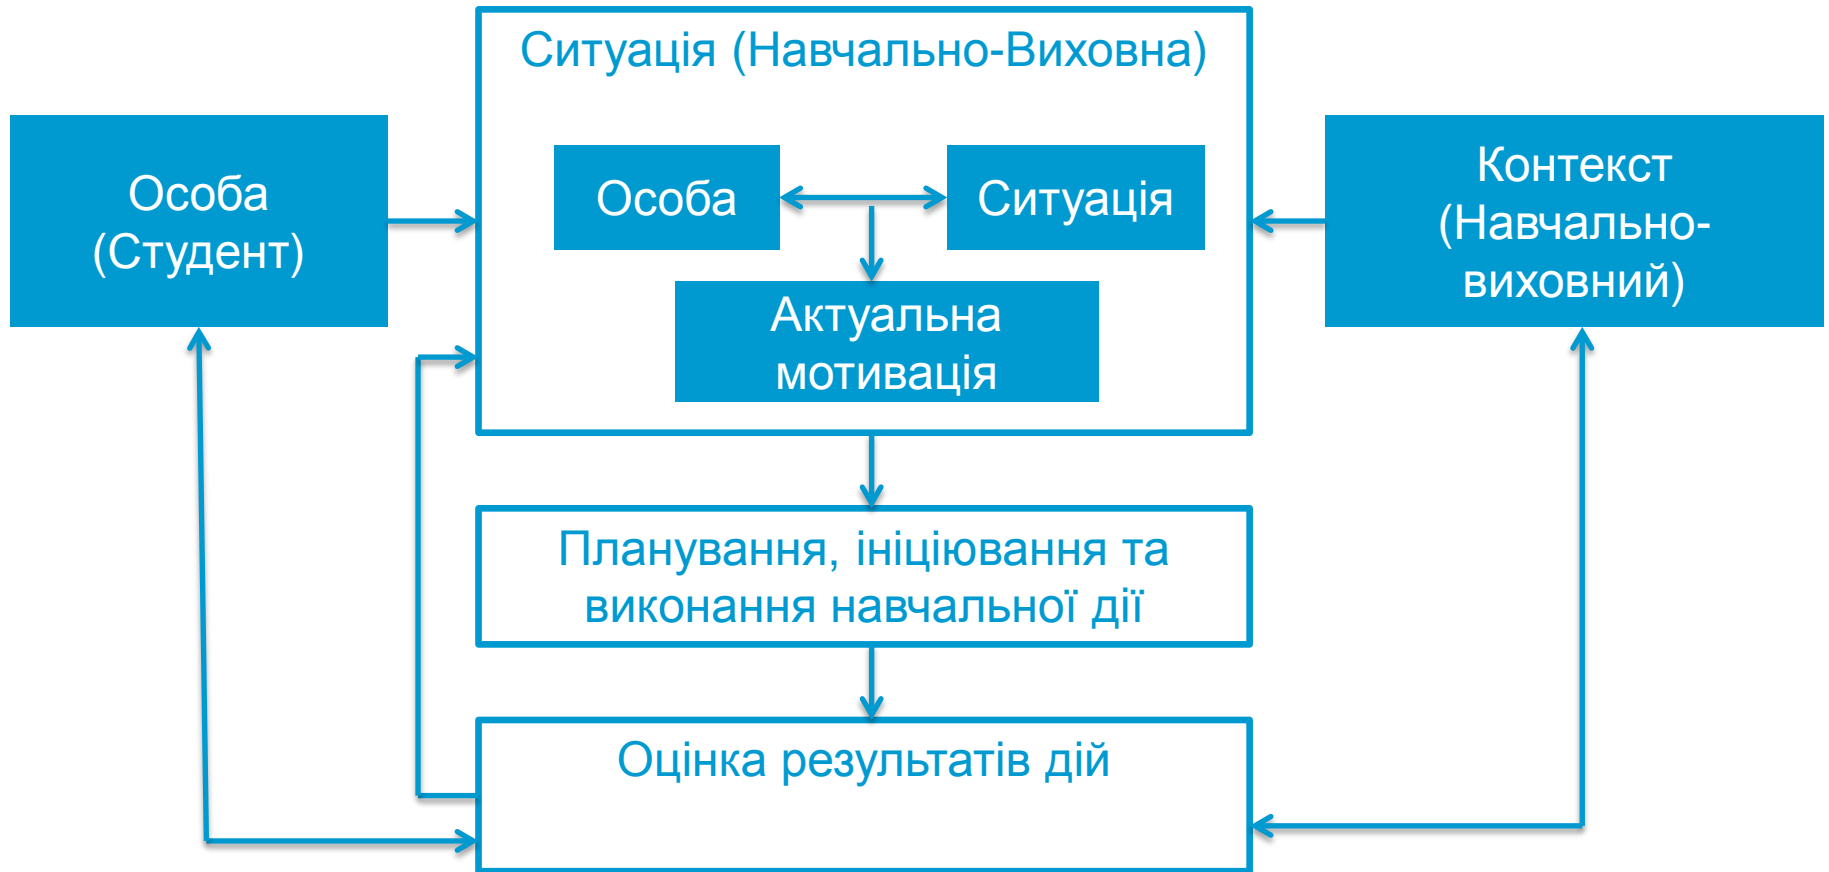 Ситуація (Навчально-Виховна)
Особа
(Студент)
Особа
Ситуація
Актуальна
мотивація
Контекст
(Навчально-
виховний)
Планування, ініціювання та
виконання навчальної дії
Оцінка результатів дій